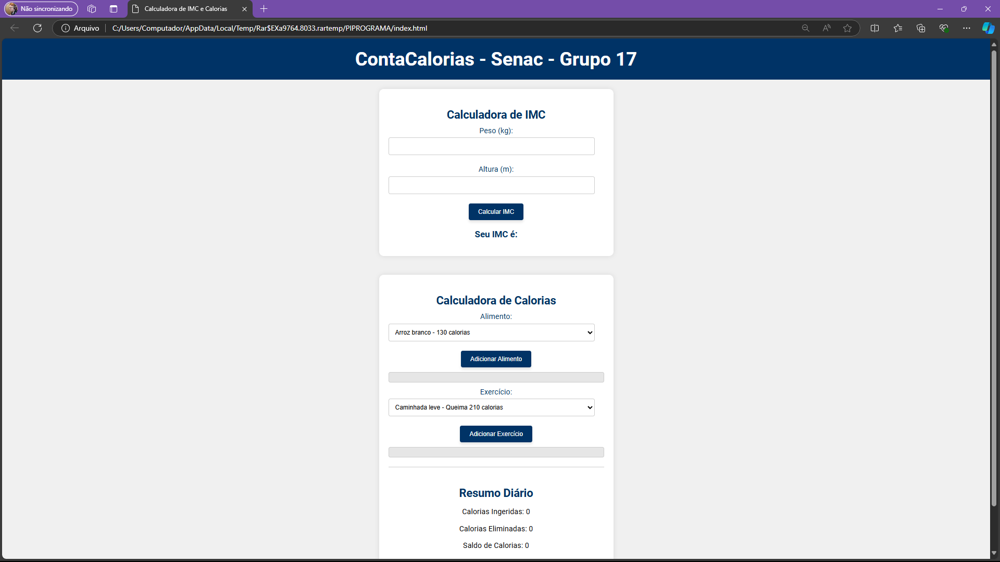 Não sincronizando
Calculadora de IMC e Calorias
Arquivo
C:/Users/Computador/AppData/Local/Temp/Rar$EXa9764.8033.rartemp/PIPROGRAMA/index.html
ContaCalorias - Senac - Grupo 17
Calculadora de IMC
Peso (kg):
Altura (m):
Calcular IMC
Seu IMC é:
Calculadora de Calorias
Alimento:
Arroz branco - 130 calorias
Adicionar Alimento
Exercício:
Caminhada leve - Queima 210 calorias
Adicionar Exercício
Resumo Diário
Calorias Ingeridas: 0
Calorias Eliminadas: 0
Saldo de Calorias: 0